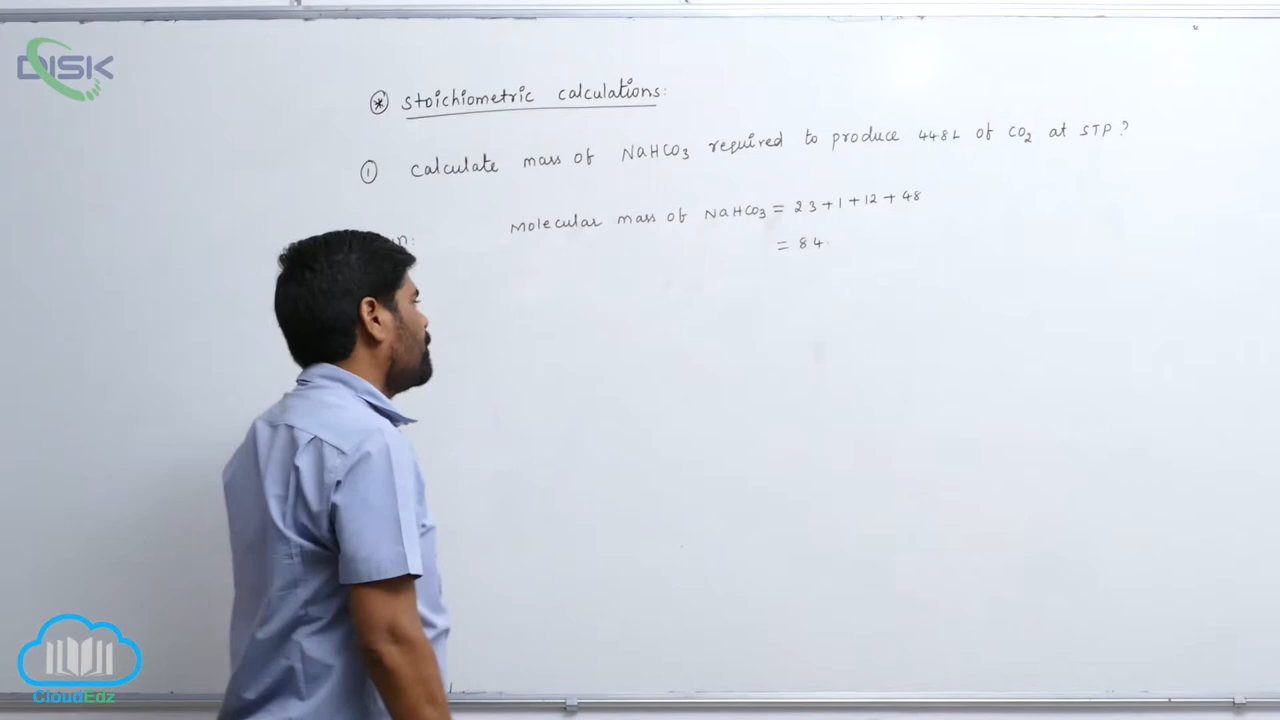 DISK
* Stoichiometric calculations:
1 Calculate mass of NaHCO3 required to produce 448L of CO2 at STP?
Molecular mass of NaHCO3 = 23+1+12+48
= 84
CloudEdz